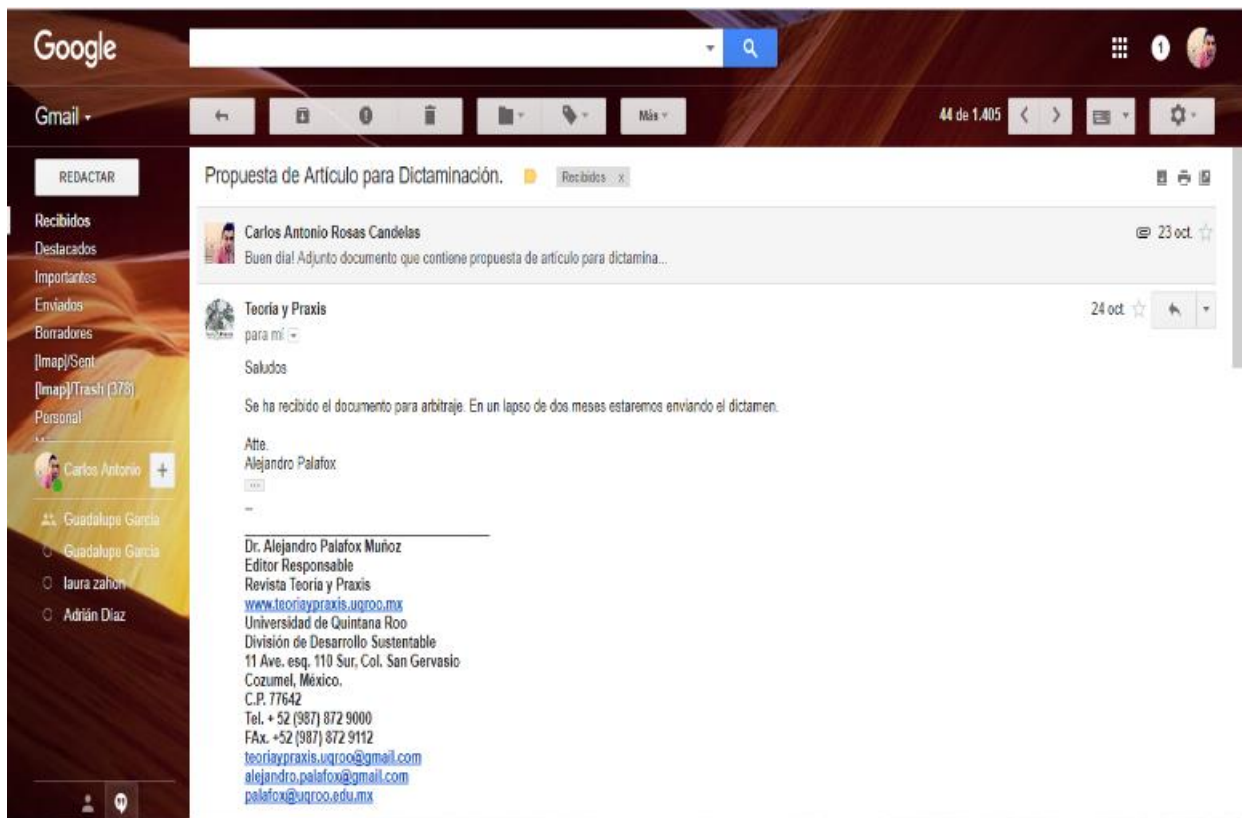 Google
1
Gmail
Más
44 de 1.405
REDACTAR
Propuesta de Artículo para Dictaminación.
Recibidos x
Recibidos
Destacados
Importantes
Enviados
Borradores
[Imap]/Sent
[Imap]/Trash (378)
Personal
Carlos Antonio +
Guadalupe García
Guadalupe García
laura zahon
Adrián Díaz
Carlos Antonio Rosas Candelas
23 oct.
Buen día! Adjunto documento que contiene propuesta de artículo para dictamina...
Teoría y Praxis
24 oct.
para mí
Saludos
Se ha recibido el documento para arbitraje. En un lapso de dos meses estaremos enviando el dictamen.
Atte.
Alejandro Palafox
...
--
Dr. Alejandro Palafox Muñoz
Editor Responsable
Revista Teoría y Praxis
www.teoriaypraxis.uqroo.mx
Universidad de Quintana Roo
División de Desarrollo Sustentable
11 Ave. esq. 110 Sur, Col. San Gervasio
Cozumel, México.
C.P. 77642
Tel. + 52 (987) 872 9000
FAx. +52 (987) 872 9112
teoriaypraxis.uqroo@gmail.com
alejandro.palafox@gmail.com
palafox@uqroo.edu.mx